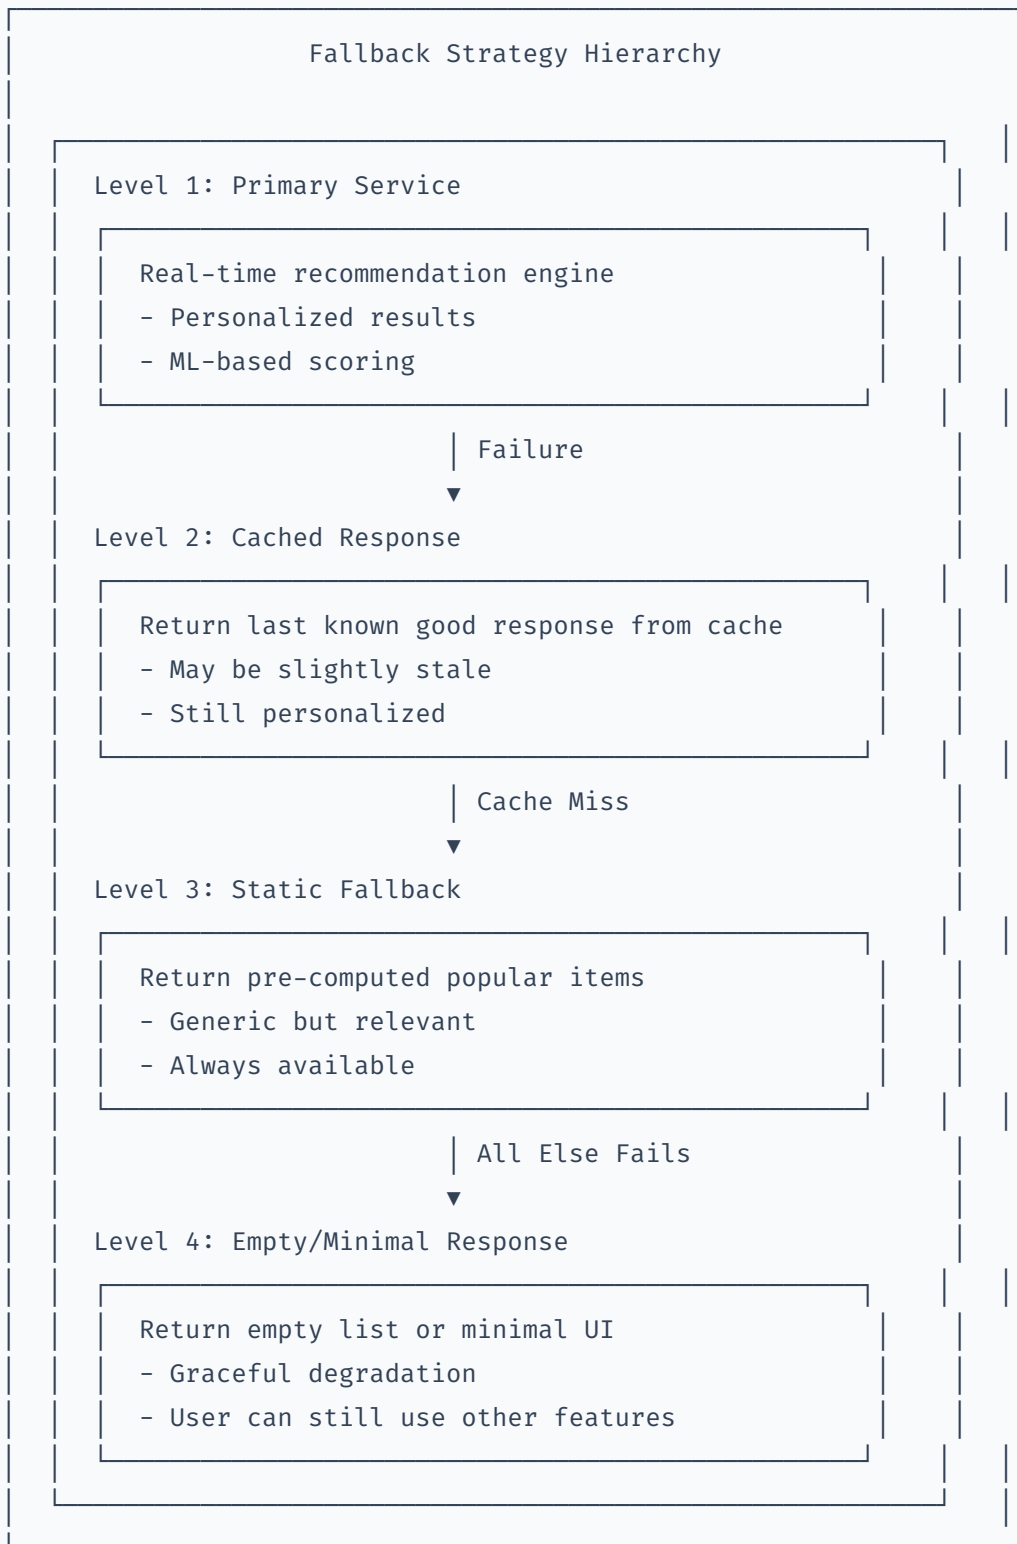 Fallback Strategy Hierarchy
Level 1: Primary Service
Real-time recommendation engine
- Personalized results
- ML-based scoring
Failure
Level 2: Cached Response
Return last known good response from cache
- May be slightly stale
- Still personalized
Cache Miss
Level 3: Static Fallback
Return pre-computed popular items
- Generic but relevant
- Always available
All Else Fails
Level 4: Empty/Minimal Response
Return empty list or minimal UI
- Graceful degradation
- User can still use other features